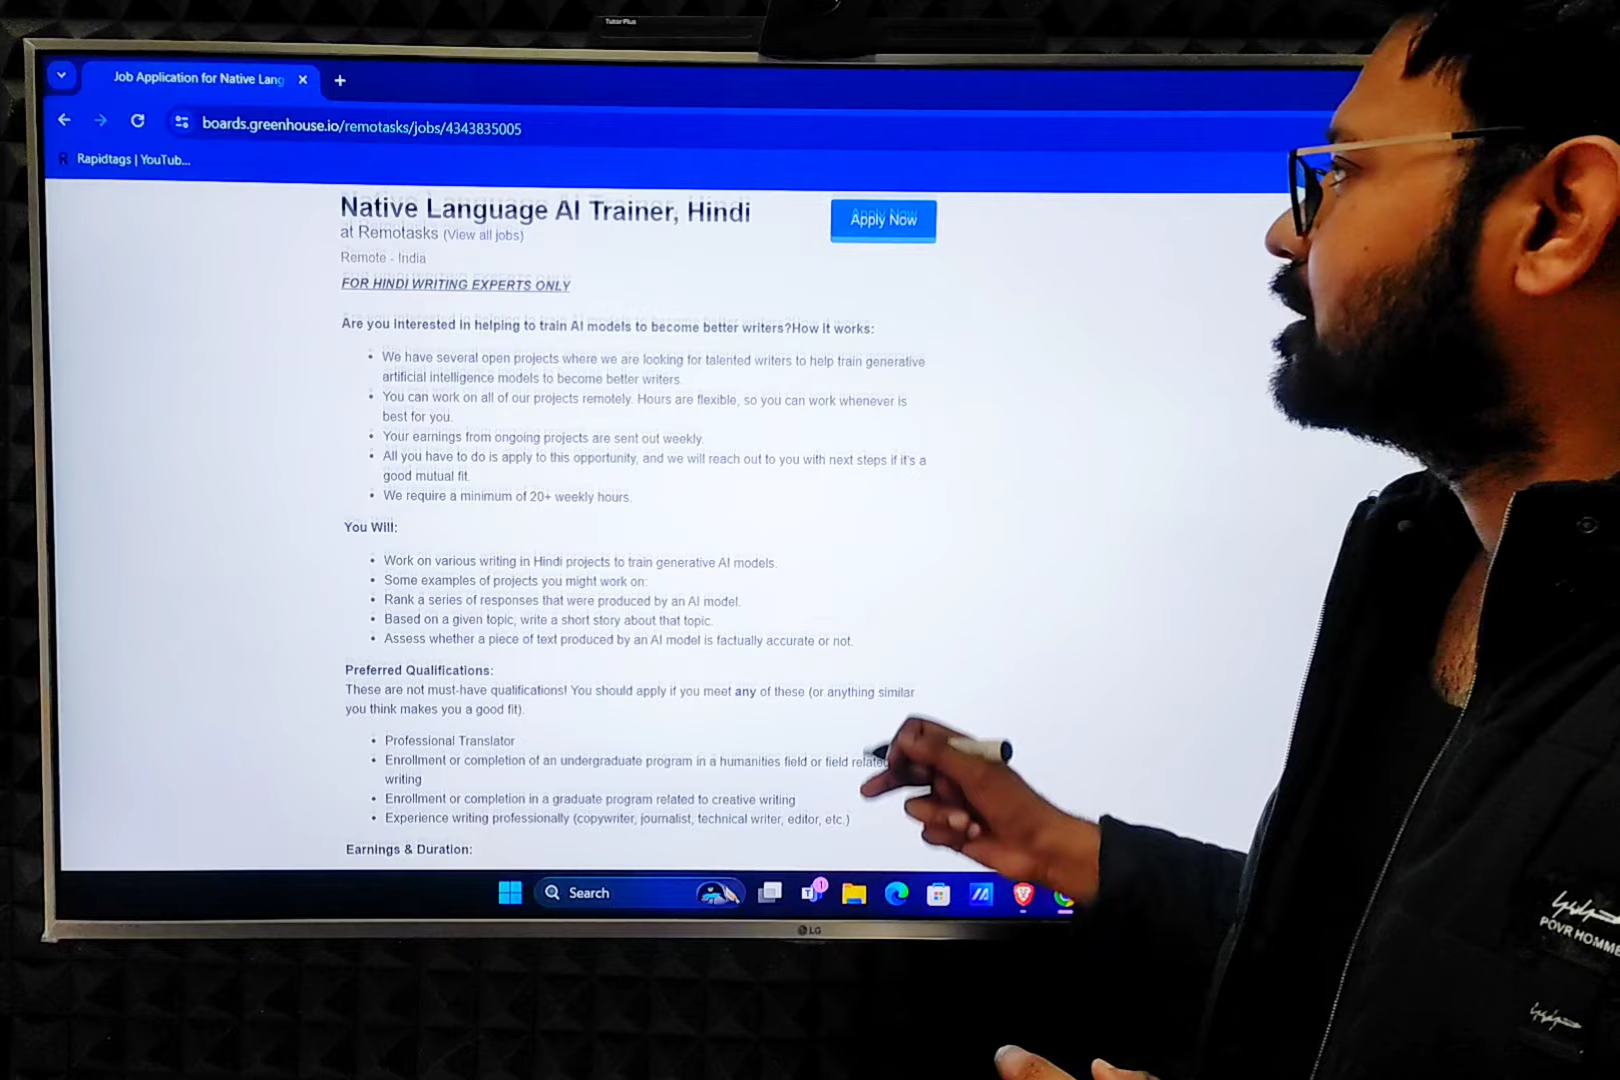 Tutor Plus
Job Application for Native Lang
boards.greenhouse.io/remotasks/jobs/4343835005
Rapidtags | YouTub...
Native Language AI Trainer, Hindi
Apply Now
at Remotasks (View all jobs)
Remote - India
FOR HINDI WRITING EXPERTS ONLY
Are you interested in helping to train AI models to become better writers?How it works:
• We have several open projects where we are looking for talented writers to help train generative
artificial intelligence models to become better writers.
• You can work on all of our projects remotely. Hours are flexible, so you can work whenever is
best for you.
• Your earnings from ongoing projects are sent out weekly.
• All you have to do is apply to this opportunity, and we will reach out to you with next steps if it's a
good mutual fit.
• We require a minimum of 20+ weekly hours.
You Will:
• Work on various writing in Hindi projects to train generative AI models.
• Some examples of projects you might work on:
• Rank a series of responses that were produced by an AI model.
• Based on a given topic, write a short story about that topic.
• Assess whether a piece of text produced by an AI model is factually accurate or not.
Preferred Qualifications:
These are not must-have qualifications! You should apply if you meet any of these (or anything similar
you think makes you a good fit).
• Professional Translator
• Enrollment or completion of an undergraduate program in a humanities field or field related
writing
• Enrollment or completion in a graduate program related to creative writing
• Experience writing professionally (copywriter, journalist, technical writer, editor, etc.)
Earnings & Duration:
Search
1
LG
POVR HOMME